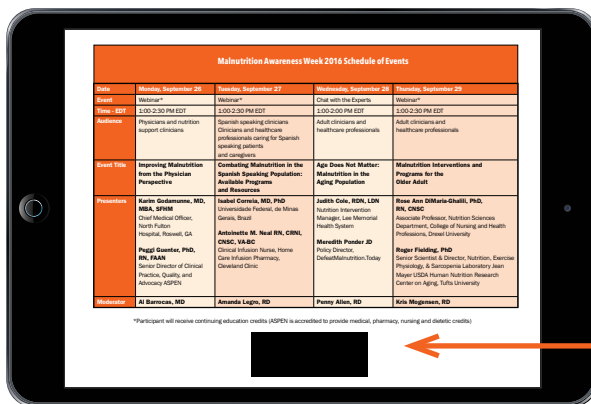 Malnutrition Awareness Week 2016 Schedule of Events
Date Monday, September 26 Tuesday, September 27 Wednesday, September 28 Thursday, September 29
Event Webinar* Webinar* Chat with the Experts Webinar*
Time - EDT 1:00-2:30 PM EDT 1:00-2:30 PM EDT 1:00-2:30 PM EDT 1:00-2:30 PM EDT
Audience
Physicians and nutrition
support clinicians
Spanish speaking clinicians
Clinicians and healthcare
professionals caring for Spanish
speaking patients
and caregivers
Adult clinicians and
healthcare professionals
Adult clinicians and
healthcare professionals
Event Title
Improving Malnutrition
from the Physician
Perspective
Combating Malnutrition in the
Spanish Speaking Population:
Available Programs
and Resources
Age Does Not Matter:
Malnutrition in the
Aging Population
Malnutrition Interventions and
Programs for the
Older Adult
Presenters
Karim Godamunne, MD,
MBA, SFHM
Chief Medical Officer,
North Fulton
Hospital, Roswell, GA
Peggi Guenter, PhD,
RN, FAAN
Senior Director of Clinical
Practice, Quality, and
Advocacy ASPEN
Isabel Correia, MD, PhD
Universidade Federal, de Minas
Gerais, Brazil
Antoinette M. Neal RN, CRNI,
CNSC, VA-BC
Clinical Infusion Nurse, Home
Care Infusion Pharmacy,
Cleveland Clinic
Judith Cole, RDN, LDN
Nutrition Intervention
Manager, Lee Memorial
Health System
Meredith Ponder JD
Policy Director,
DefeatMalnutrition.Today
Rose Ann DiMaria-Ghalili, PhD,
RN, CNSC
Associate Professor, Nutrition Sciences
Department, College of Nursing and Health
Professions, Drexel University
Roger Fielding, PhD
Senior Scientist & Director, Nutrition, Exercise
Physiology, & Sarcopenia Laboratory Jean
Mayer USDA Human Nutrition Research
Center on Aging, Tufts University
Moderator Al Barrocas, MD Amanda Legro, RD Penny Allen, RD Kris Mogensen, RD
*Participant will receive continuing education credits (ASPEN is accredited to provide medical, pharmacy, nursing and dietetic credits)